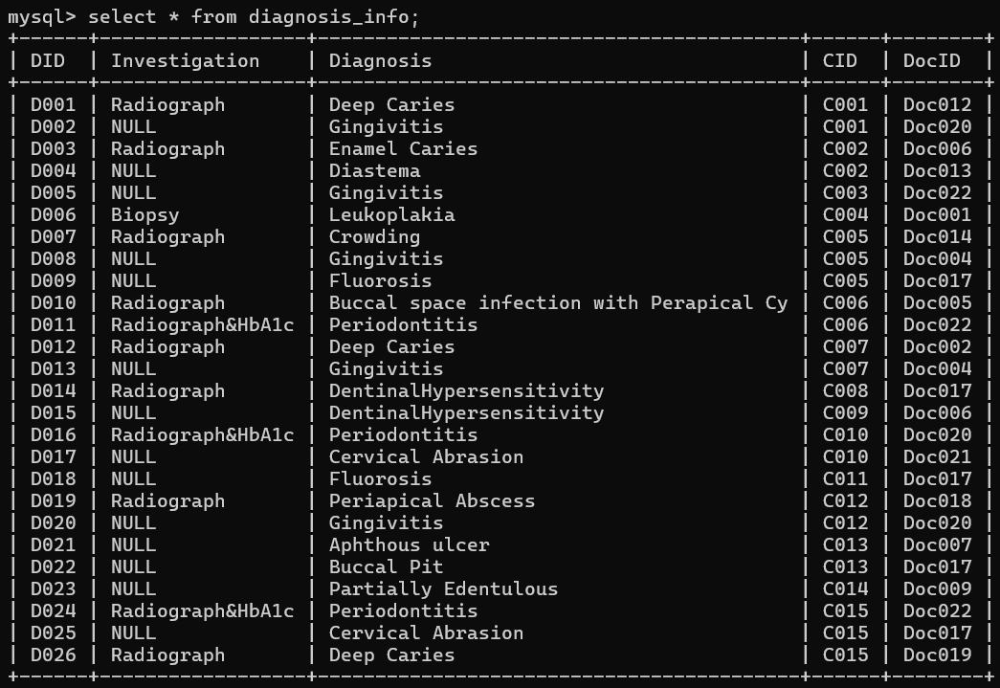 mysql> select * from diagnosis_info;
+------+------------------+------------------------------------------+------+--------+
| DID  | Investigation    | Diagnosis                                | CID  | DocID  |
+------+------------------+------------------------------------------+------+--------+
| D001 | Radiograph       | Deep Caries                              | C001 | Doc012 |
| D002 | NULL             | Gingivitis                               | C001 | Doc020 |
| D003 | Radiograph       | Enamel Caries                            | C002 | Doc006 |
| D004 | NULL             | Diastema                                 | C002 | Doc013 |
| D005 | NULL             | Gingivitis                               | C003 | Doc022 |
| D006 | Biopsy           | Leukoplakia                              | C004 | Doc001 |
| D007 | Radiograph       | Crowding                                 | C005 | Doc014 |
| D008 | NULL             | Gingivitis                               | C005 | Doc004 |
| D009 | NULL             | Fluorosis                                | C005 | Doc017 |
| D010 | Radiograph       | Buccal space infection with Perapical Cy | C006 | Doc005 |
| D011 | Radiograph&HbA1c | Periodontitis                            | C006 | Doc022 |
| D012 | Radiograph       | Deep Caries                              | C007 | Doc002 |
| D013 | NULL             | Gingivitis                               | C007 | Doc004 |
| D014 | Radiograph       | DentinalHypersensitivity                 | C008 | Doc017 |
| D015 | NULL             | DentinalHypersensitivity                 | C009 | Doc006 |
| D016 | Radiograph&HbA1c | Periodontitis                            | C010 | Doc020 |
| D017 | NULL             | Cervical Abrasion                        | C010 | Doc021 |
| D018 | NULL             | Fluorosis                                | C011 | Doc017 |
| D019 | Radiograph       | Periapical Abscess                       | C012 | Doc018 |
| D020 | NULL             | Gingivitis                               | C012 | Doc020 |
| D021 | NULL             | Aphthous ulcer                           | C013 | Doc007 |
| D022 | NULL             | Buccal Pit                               | C013 | Doc017 |
| D023 | NULL             | Partially Edentulous                     | C014 | Doc009 |
| D024 | Radiograph&HbA1c | Periodontitis                            | C015 | Doc022 |
| D025 | NULL             | Cervical Abrasion                        | C015 | Doc017 |
| D026 | Radiograph       | Deep Caries                              | C015 | Doc019 |
+------+------------------+------------------------------------------+------+--------+